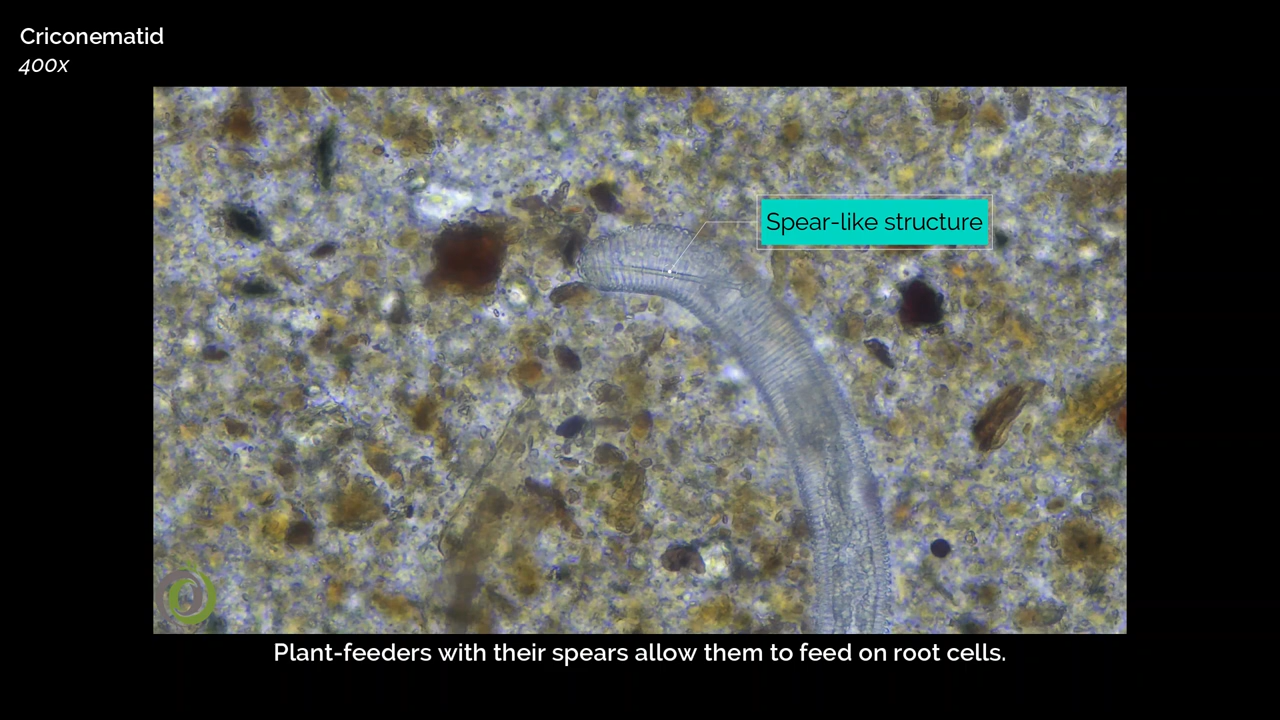 Criconematid
400x
Spear-like structure
Plant-feeders with their spears allow them to feed on root cells.